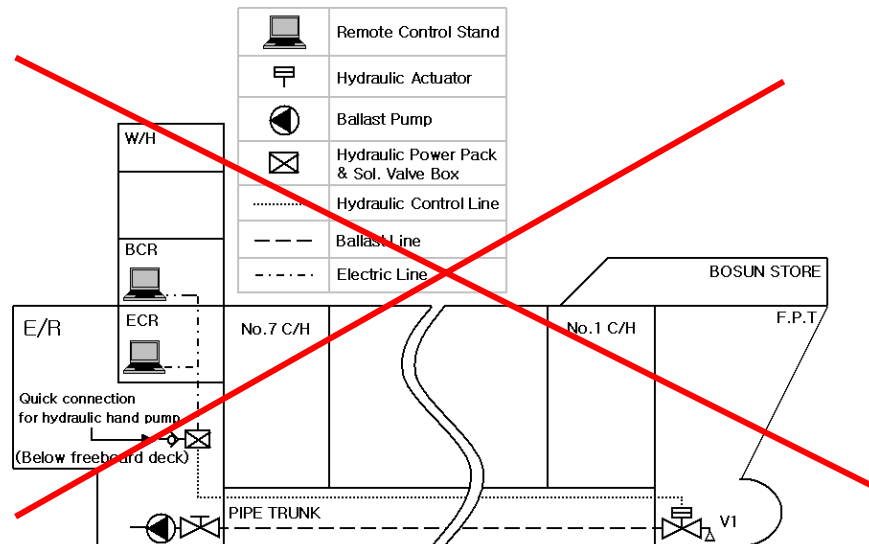 Remote Control Stand
Hydraulic Actuator
Ballast Pump
Hydraulic Power Pack
& Sol. Valve Box
Hydraulic Control Line
Ballast Line
Electric Line
W/H
BCR
BOSUN STORE
E/R
ECR
No.7 C/H
No.1 C/H
F.P.T
Quick connection
for hydraulic hand pump
(Below freeboard deck)
PIPE TRUNK
V1